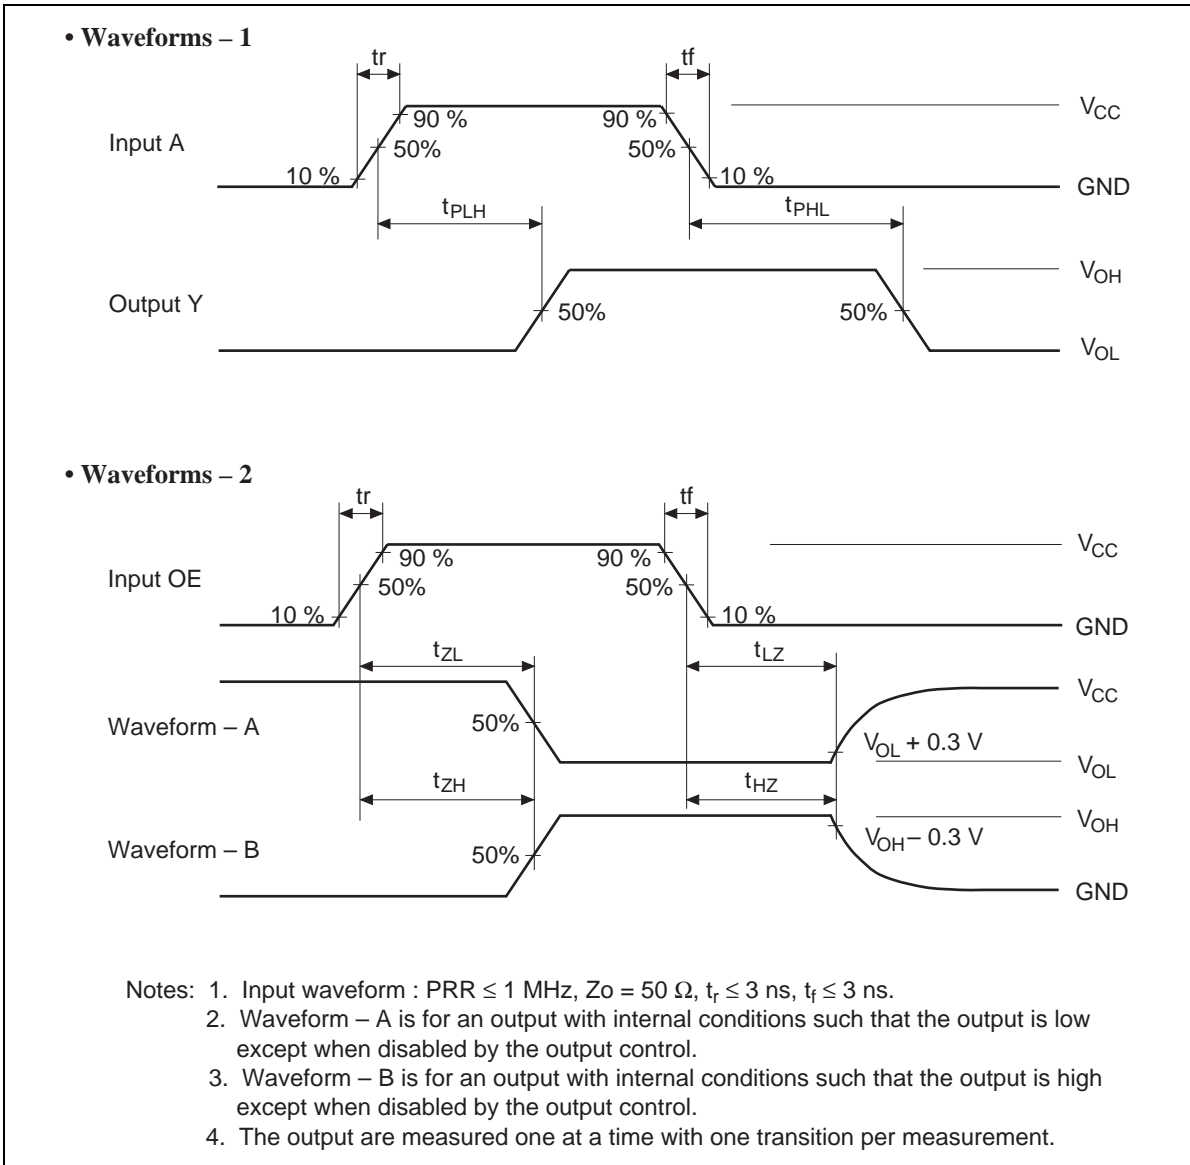 • Waveforms – 1
tr
tf
VCC
90 %
90 %
Input A
50%
50%
10 %
10 %
GND
tPLH
tPHL
VOH
Output Y
50%
50%
VOL
• Waveforms – 2
tr
tf
VCC
90 %
90 %
Input OE
50%
50%
10 %
10 %
GND
tZL
tLZ
VCC
Waveform – A
50%
VOL + 0.3 V
VOL
tZH
tHZ
VOH
Waveform – B
50%
VOH – 0.3 V
GND
Notes: 1. Input waveform : PRR ≤ 1 MHz, Zo = 50 Ω, tr ≤ 3 ns, tf ≤ 3 ns.
2. Waveform – A is for an output with internal conditions such that the output is low
except when disabled by the output control.
3. Waveform – B is for an output with internal conditions such that the output is high
except when disabled by the output control.
4. The output are measured one at a time with one transition per measurement.